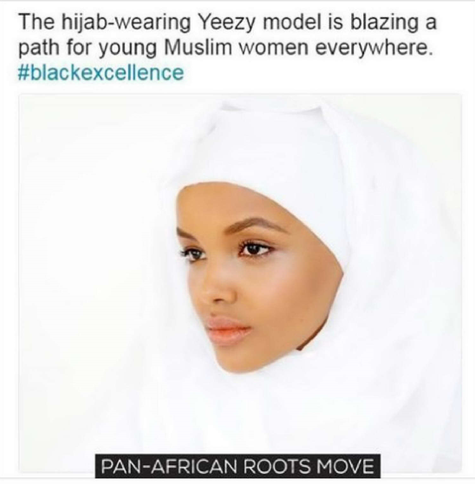 The hijab-wearing Yeezy model is blazing a
path for young Muslim women everywhere.
#blackexcellence
PAN-AFRICAN ROOTS MOVE